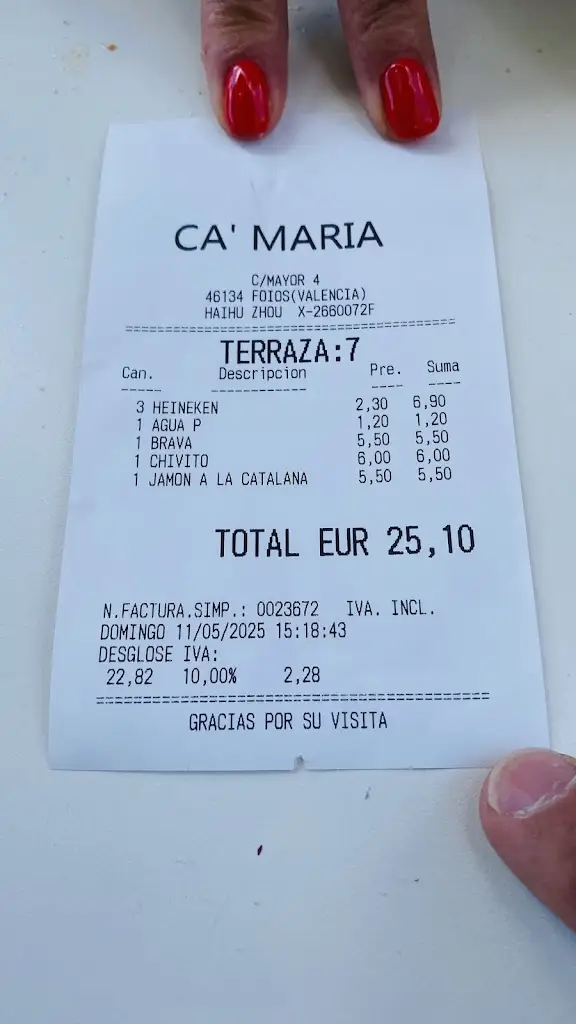 CA' MARIA
C/MAYOR 4
46134 FOIOS(VALENCIA)
HAIHU ZHOU X-2660072F
================================================
TERRAZA:7
Can. Descripcion Pre. Suma
----- ------------ ---- ----
3 HEINEKEN 2,30 6,90
1 AGUA P 1,20 1,20
1 BRAVA 5,50 5,50
1 CHIVITO 6,00 6,00
1 JAMON A LA CATALANA 5,50 5,50
TOTAL EUR 25,10
N.FACTURA.SIMP.: 0023672 IVA. INCL.
DOMINGO 11/05/2025 15:18:43
DESGLOSE IVA:
22,82 10,00% 2,28
================================================
GRACIAS POR SU VISITA